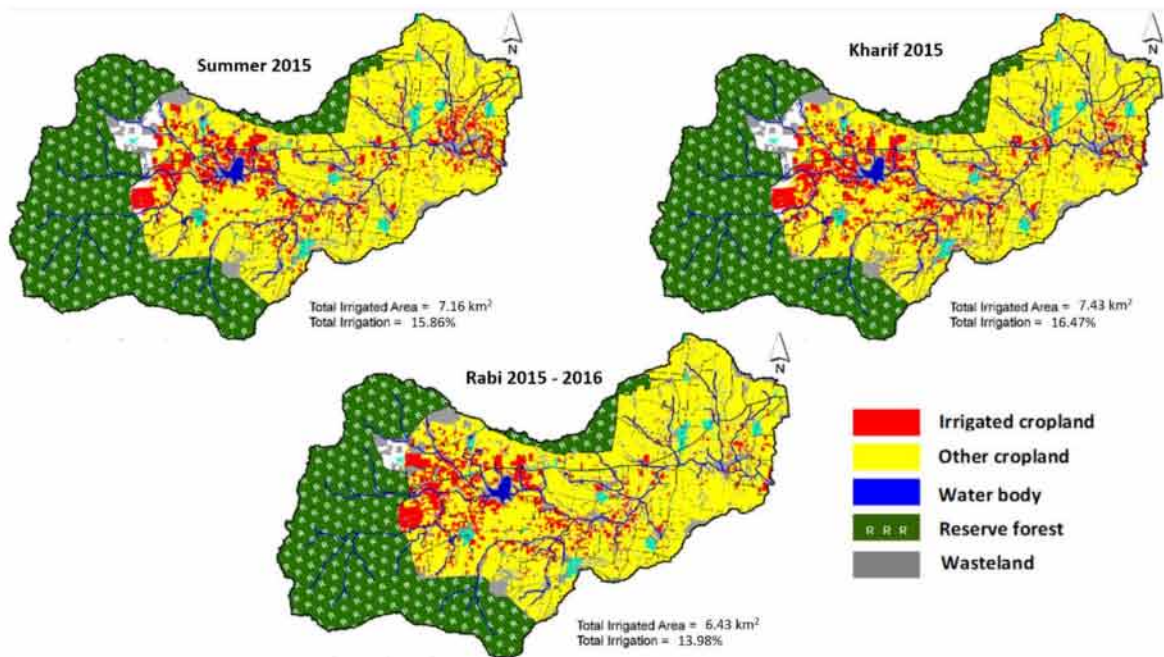 Summer 2015
N
Total Irrigated Area = 7.16 km²
Total Irrigation = 15.86%
Kharif 2015
N
Total Irrigated Area = 7.43 km²
Total Irrigation = 16.47%
Rabi 2015 - 2016
N
Total Irrigated Area = 6.43 km²
Total Irrigation = 13.98%
Irrigated cropland
Other cropland
Water body
R R R Reserve forest
Wasteland